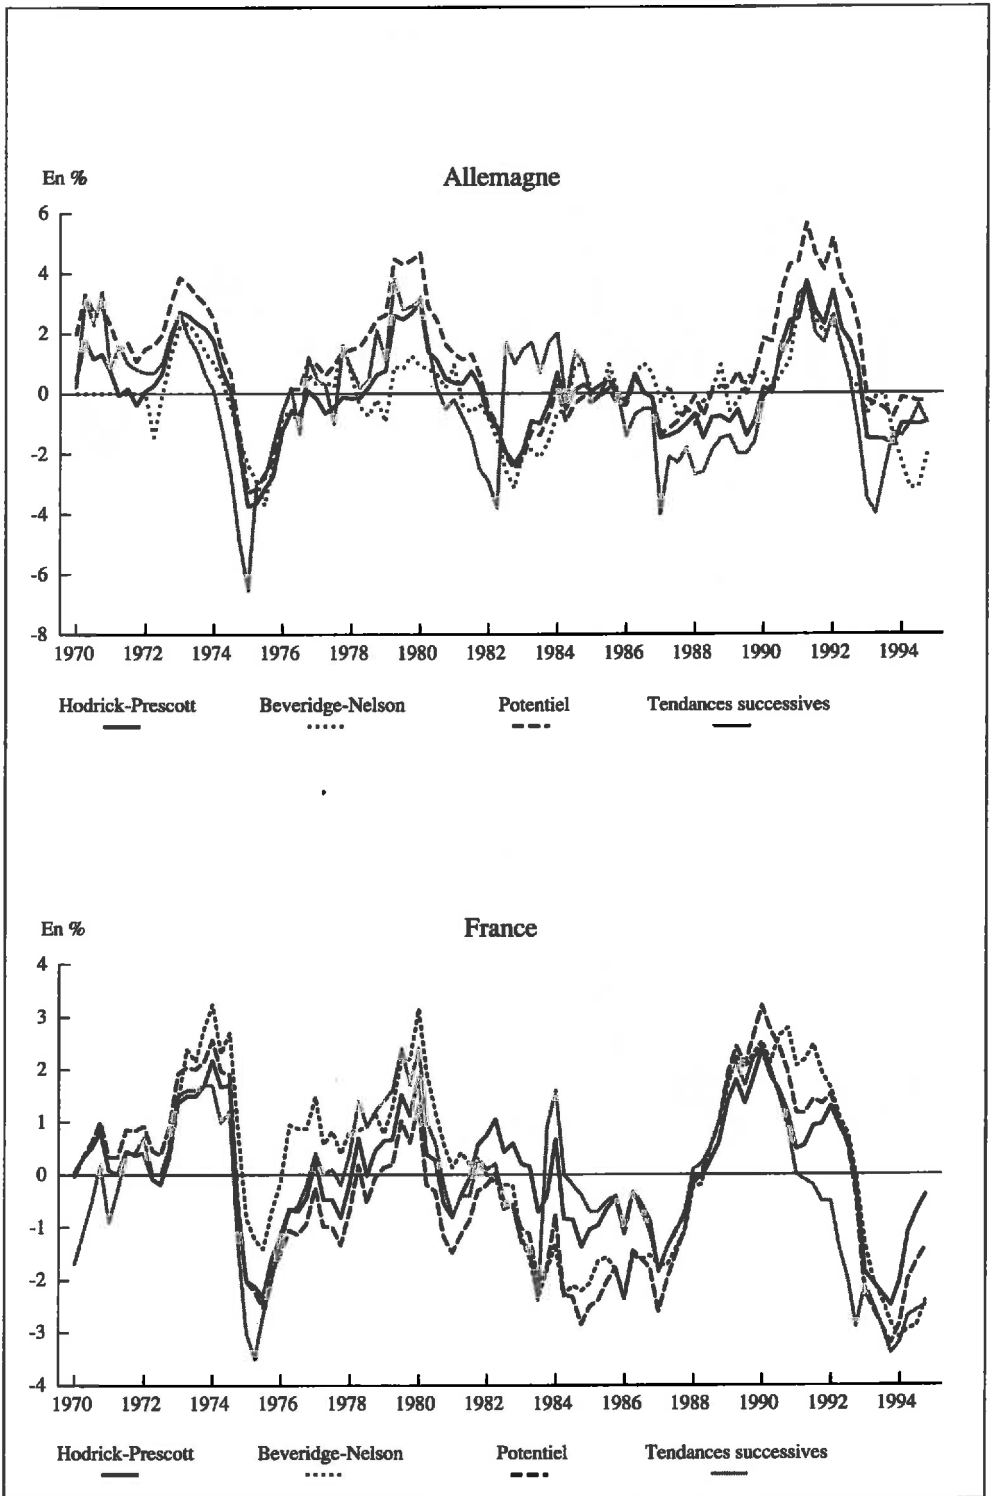 Allemagne
En %
6
4
2
0
-2
-4
-6
-8
1970 1972 1974 1976 1978 1980 1982 1984 1986 1988 1990 1992 1994
Hodrick-Prescott Beveridge-Nelson Potentiel Tendances successives
France
En %
4
3
2
1
0
-1
-2
-3
-4
1970 1972 1974 1976 1978 1980 1982 1984 1986 1988 1990 1992 1994
Hodrick-Prescott Beveridge-Nelson Potentiel Tendances successives